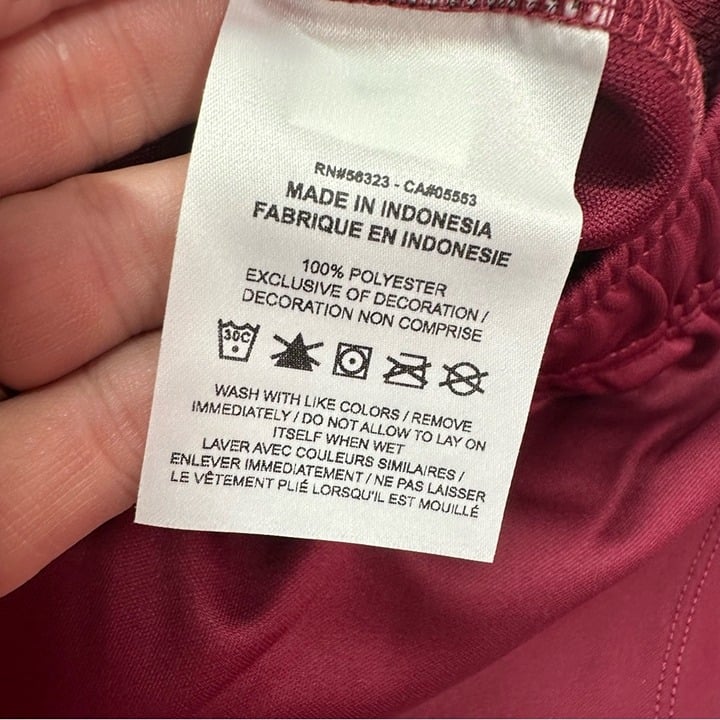 RN#56323 - CA#05553
MADE IN INDONESIA
FABRIQUE EN INDONESIE
100% POLYESTER
EXCLUSIVE OF DECORATION /
DECORATION NON COMPRISE
30C
WASH WITH LIKE COLORS / REMOVE
IMMEDIATELY / DO NOT ALLOW TO LAY ON
ITSELF WHEN WET
LAVER AVEC COULEURS SIMILAIRES /
ENLEVER IMMEDIATEMENT / NE PAS LAISSER
LE VÊTEMENT PLIÉ LORSQU'IL EST MOUILLÉ